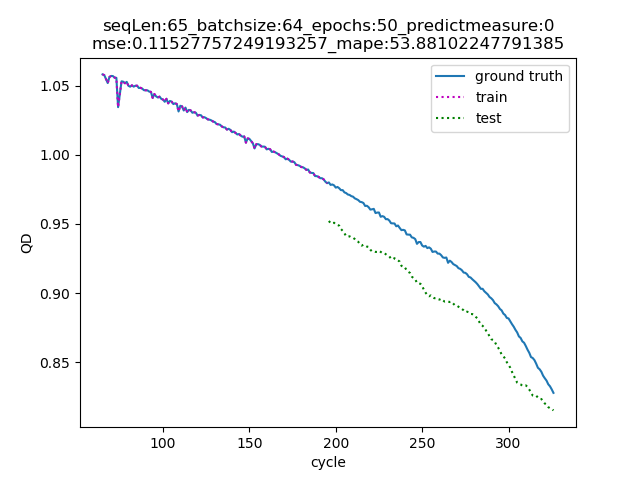 seqLen:65_batchsize:64_epochs:50_predictmeasure:0
mse:0.11527757249193257_mape:53.88102247791385
ground truth
train
test
1.05
1.00
0.95
0.90
0.85
QD
100 150 200 250 300
cycle